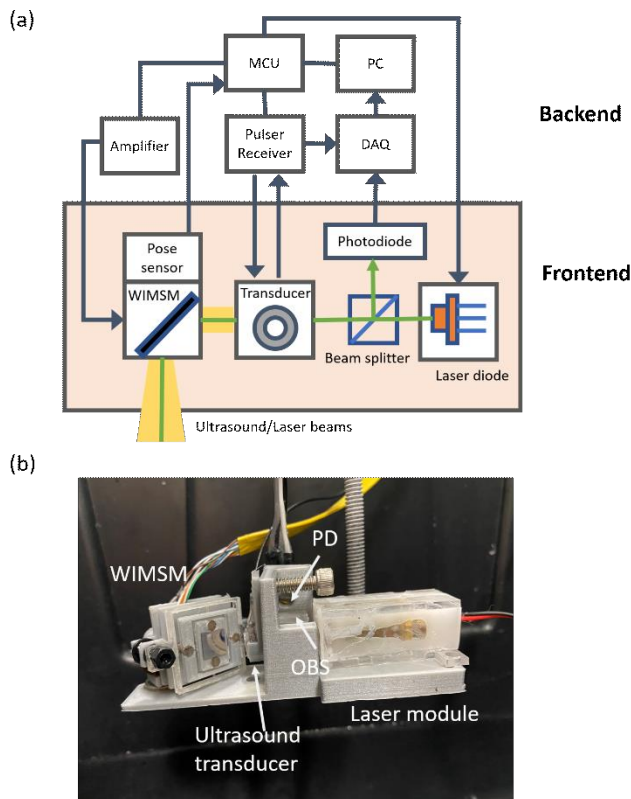 (a)
MCU
PC
Backend
Amplifier
Pulser
Receiver
DAQ
Pose
sensor
Photodiode
Frontend
WIMSM
Transducer
Beam splitter
Laser diode
Ultrasound/Laser beams
(b)
PD
WIMSM
OBS
Ultrasound
transducer
Laser module